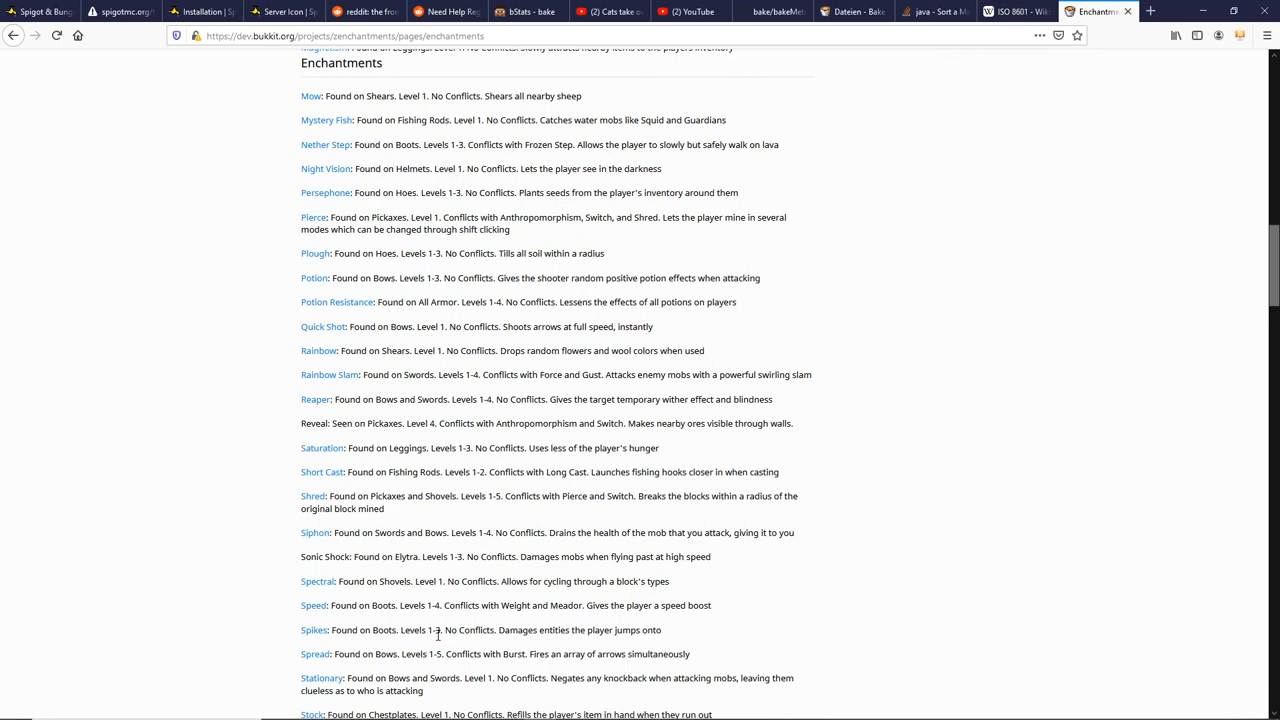 Spigot & Bung
spigotmc.org/
Installation | Sp
Server Icon | Sp
reddit: the fron
Need Help Reg
bStats - bake
(2) Cats take ov
(2) YouTube
bake/bakeMeta
Dateien - Bake
java - Sort a Ma
ISO 8601 – Wik
Enchantme
https://dev.bukkit.org/projects/zenchantments/pages/enchantments
Magnetism: Found on Leggings. Level 1. No Conflicts. Slowly attracts nearby items to the players inventory
Enchantments
Mow: Found on Shears. Level 1. No Conflicts. Shears all nearby sheep
Mystery Fish: Found on Fishing Rods. Level 1. No Conflicts. Catches water mobs like Squid and Guardians
Nether Step: Found on Boots. Levels 1-3. Conflicts with Frozen Step. Allows the player to slowly but safely walk on lava
Night Vision: Found on Helmets. Level 1. No Conflicts. Lets the player see in the darkness
Persephone: Found on Hoes. Levels 1-3. No Conflicts. Plants seeds from the player's inventory around them
Pierce: Found on Pickaxes. Level 1. Conflicts with Anthropomorphism, Switch, and Shred. Lets the player mine in several
modes which can be changed through shift clicking
Plough: Found on Hoes. Levels 1-3. No Conflicts. Tills all soil within a radius
Potion: Found on Bows. Levels 1-3. No Conflicts. Gives the shooter random positive potion effects when attacking
Potion Resistance: Found on All Armor. Levels 1-4. No Conflicts. Lessens the effects of all potions on players
Quick Shot: Found on Bows. Level 1. No Conflicts. Shoots arrows at full speed, instantly
Rainbow: Found on Shears. Level 1. No Conflicts. Drops random flowers and wool colors when used
Rainbow Slam: Found on Swords. Levels 1-4. Conflicts with Force and Gust. Attacks enemy mobs with a powerful swirling slam
Reaper: Found on Bows and Swords. Levels 1-4. No Conflicts. Gives the target temporary wither effect and blindness
Reveal: Seen on Pickaxes. Level 4. Conflicts with Anthropomorphism and Switch. Makes nearby ores visible through walls.
Saturation: Found on Leggings. Levels 1-3. No Conflicts. Uses less of the player's hunger
Short Cast: Found on Fishing Rods. Levels 1-2. Conflicts with Long Cast. Launches fishing hooks closer in when casting
Shred: Found on Pickaxes and Shovels. Levels 1-5. Conflicts with Pierce and Switch. Breaks the blocks within a radius of the
original block mined
Siphon: Found on Swords and Bows. Levels 1-4. No Conflicts. Drains the health of the mob that you attack, giving it to you
Sonic Shock: Found on Elytra. Levels 1-3. No Conflicts. Damages mobs when flying past at high speed
Spectral: Found on Shovels. Level 1. No Conflicts. Allows for cycling through a block's types
Speed: Found on Boots. Levels 1-4. Conflicts with Weight and Meador. Gives the player a speed boost
Spikes: Found on Boots. Levels 1-3. No Conflicts. Damages entities the player jumps onto
Spread: Found on Bows. Levels 1-5. Conflicts with Burst. Fires an array of arrows simultaneously
Stationary: Found on Bows and Swords. Level 1. No Conflicts. Negates any knockback when attacking mobs, leaving them
clueless as to who is attacking
Stock: Found on Chestplates. Level 1. No Conflicts. Refills the player's item in hand when they run out